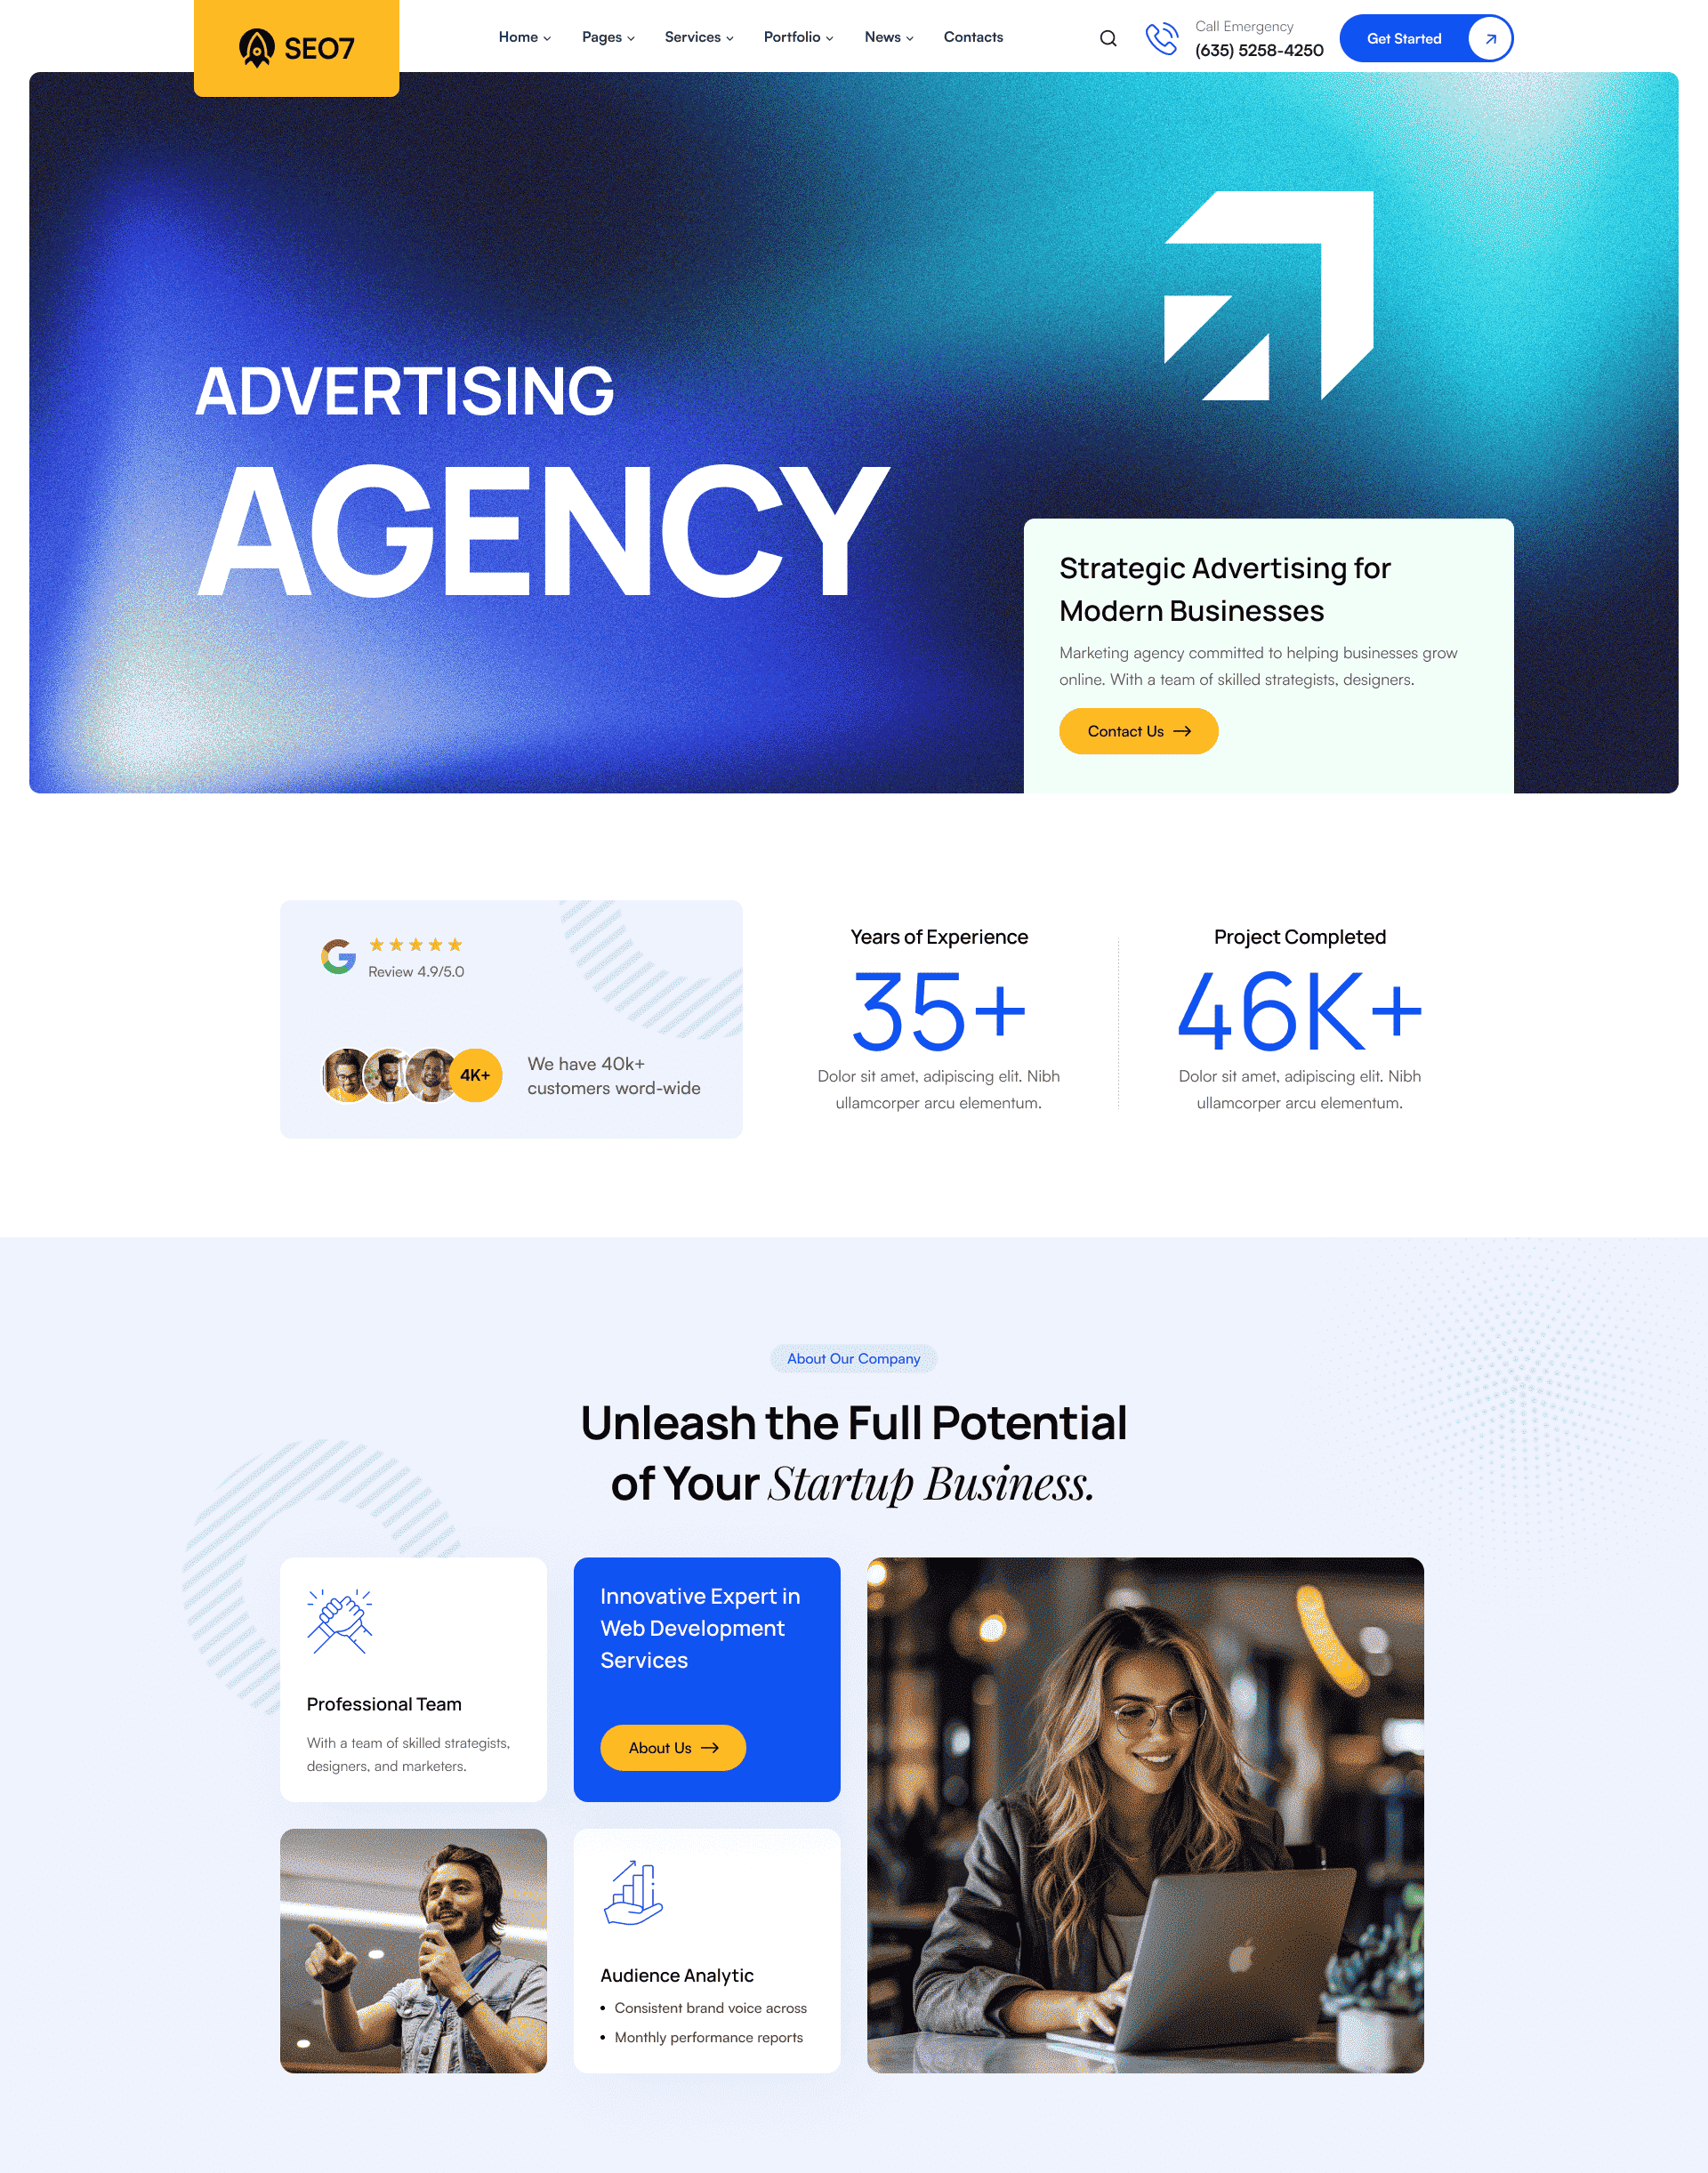 SEO7
Home
Pages
Services
Portfolio
News
Contacts
Call Emergency
(635) 5258-4250
Get Started
ADVERTISING
AGENCY
Strategic Advertising for
Modern Businesses
Marketing agency committed to helping businesses grow
online. With a team of skilled strategists, designers.
Contact Us
Review 4.9/5.0
4K+
We have 40k+
customers word-wide
Years of Experience
35+
Dolor sit amet, adipiscing elit. Nibh
ullamcorper arcu elementum.
Project Completed
46K+
Dolor sit amet, adipiscing elit. Nibh
ullamcorper arcu elementum.
About Our Company
Unleash the Full Potential
of Your Startup Business.
Professional Team
With a team of skilled strategists,
designers, and marketers.
Innovative Expert in
Web Development
Services
About Us
Audience Analytic
• Consistent brand voice across
• Monthly performance reports